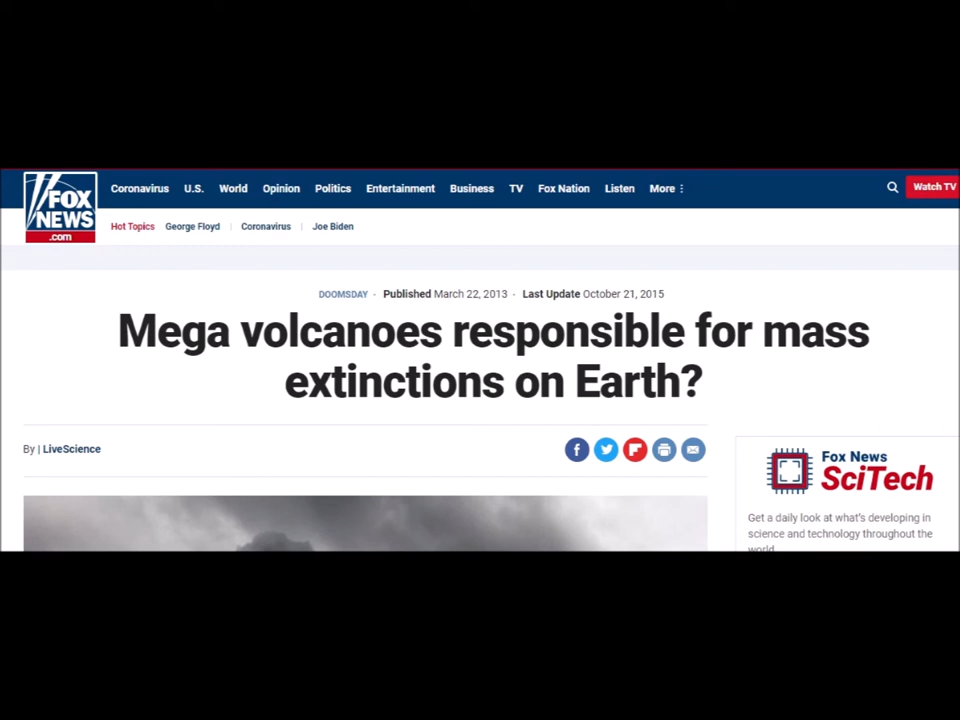 FOX
NEWS
.com
Coronavirus U.S. World Opinion Politics Entertainment Business TV Fox Nation Listen More Watch TV
Hot Topics George Floyd Coronavirus Joe Biden
DOOMSDAY · Published March 22, 2013 · Last Update October 21, 2015
Mega volcanoes responsible for mass
extinctions on Earth?
By | LiveScience
Fox News
SciTech
Get a daily look at what's developing in
science and technology throughout the
world